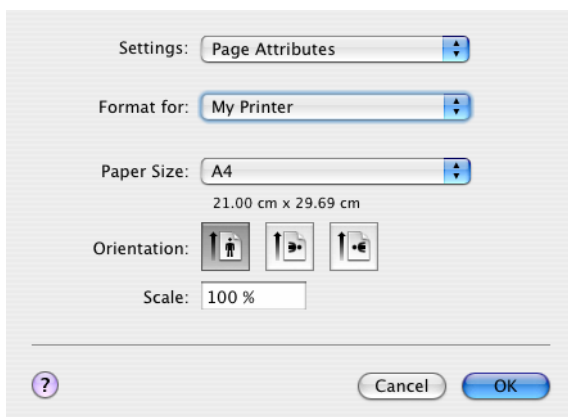 Settings: Page Attributes
Format for: My Printer
Paper Size: A4
21.00 cm x 29.69 cm
Orientation:
Scale: 100 %
? Cancel OK